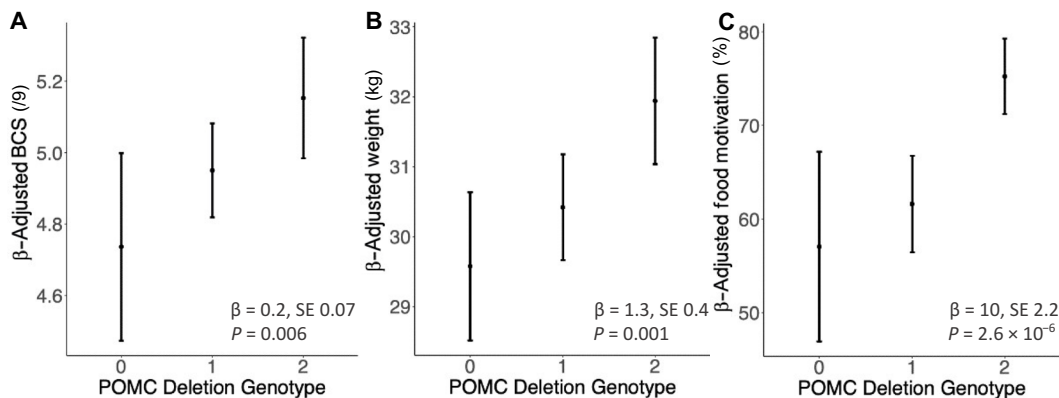 A
β−Adjusted BCS (/9)
5.2
5.0
4.8
4.6
β = 0.2, SE 0.07
P = 0.006
0 1 2
POMC Deletion Genotype
B
β−Adjusted weight (kg)
33
32
31
30
29
β = 1.3, SE 0.4
P = 0.001
0 1 2
POMC Deletion Genotype
C
β−Adjusted food motivation (%)
80
70
60
50
β = 10, SE 2.2
P = 2.6 × 10⁻⁶
0 1 2
POMC Deletion Genotype